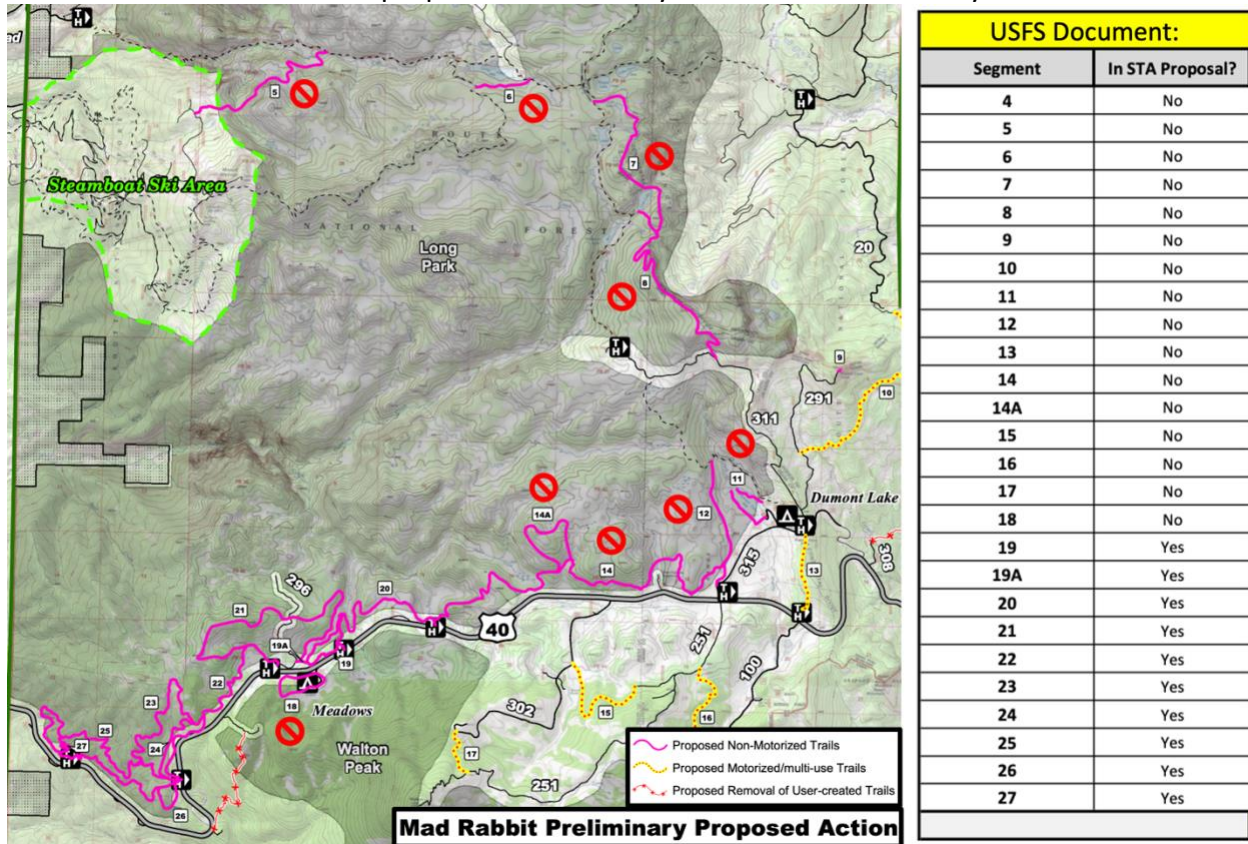 ad
T H
5
6
T H
ROUTT
7
Steamboat Ski Area
NATIONAL FOREST
Long
Park
20
8
T H
9
311
291
10
11
14A
12
Dumont Lake
T H
14
315
308
13
296
20
T H
T H
21
40
251
100
19A
T H
T H
19
22
18
Meadows
23
302
15
16
25
24
Walton
Peak
27
T H
17
T H
251
26
Proposed Non-Motorized Trails
Proposed Motorized/multi-use Trails
Proposed Removal of User-created Trails
Mad Rabbit Preliminary Proposed Action
USFS Document:
Segment In STA Proposal?
4 No
5 No
6 No
7 No
8 No
9 No
10 No
11 No
12 No
13 No
14 No
14A No
15 No
16 No
17 No
18 No
19 Yes
19A Yes
20 Yes
21 Yes
22 Yes
23 Yes
24 Yes
25 Yes
26 Yes
27 Yes